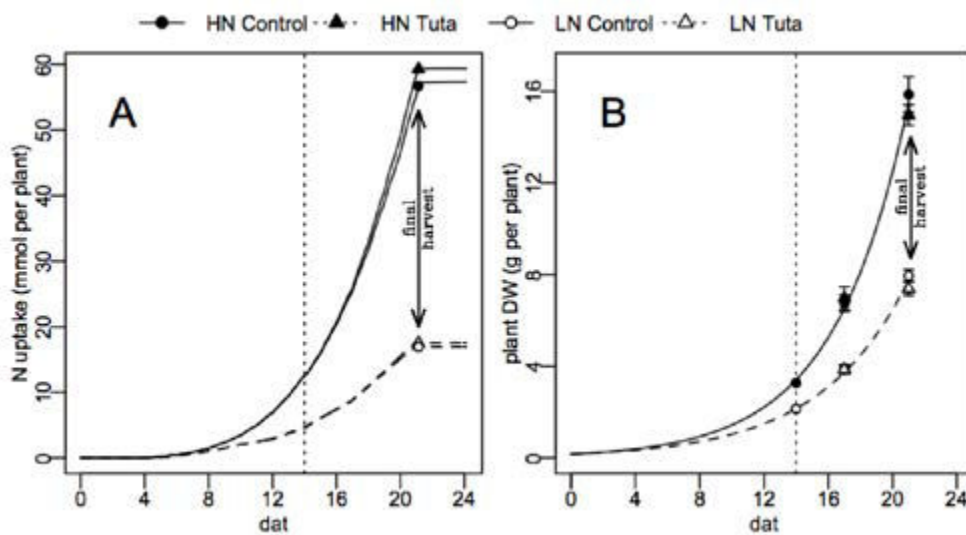 HN Control HN Tuta LN Control LN Tuta
A
N uptake (mmol per plant)
0 10 20 30 40 50 60
final
harvest
0 4 8 12 16 20 24
dat
B
plant DW (g per plant)
0 4 8 12 16
final
harvest
0 4 8 12 16 20 24
dat